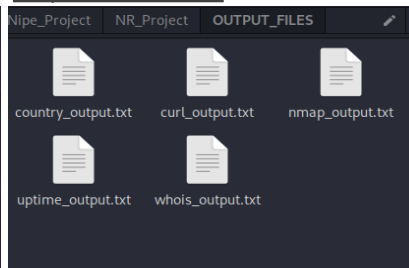 Nipe_Project NR_Project OUTPUT_FILES
country_output.txt curl_output.txt nmap_output.txt
uptime_output.txt whois_output.txt